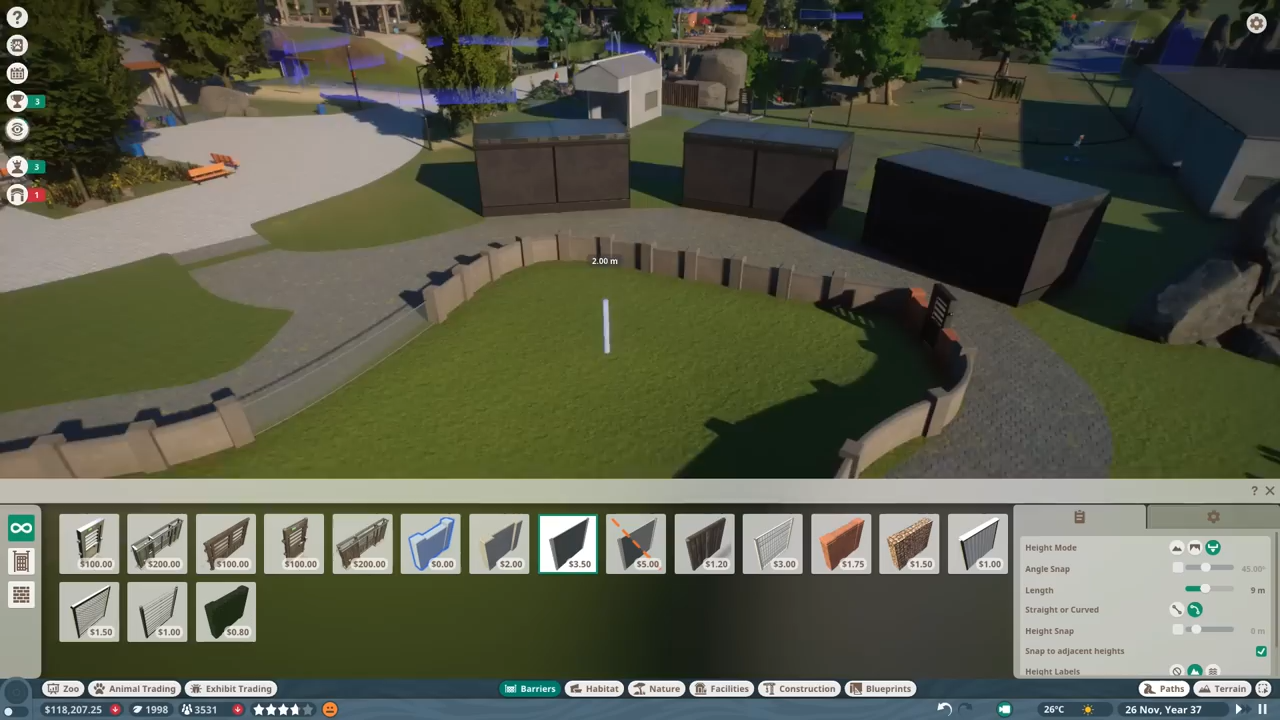 ?
3
3
1
2.00 m
?
$100.00
$200.00
$100.00
$100.00
$200.00
$0.00
$2.00
$3.50
$5.00
$1.20
$3.00
$1.75
$1.50
$1.00
$1.50
$1.00
$0.80
Height Mode
Angle Snap 45.00°
Length 9 m
Straight or Curved
Height Snap 0 m
Snap to adjacent heights
Height Labels
Zoo Animal Trading Exhibit Trading Barriers Habitat Nature Facilities Construction Blueprints Paths Terrain
$118,207.25 1998 3531 26°C 26 Nov, Year 37